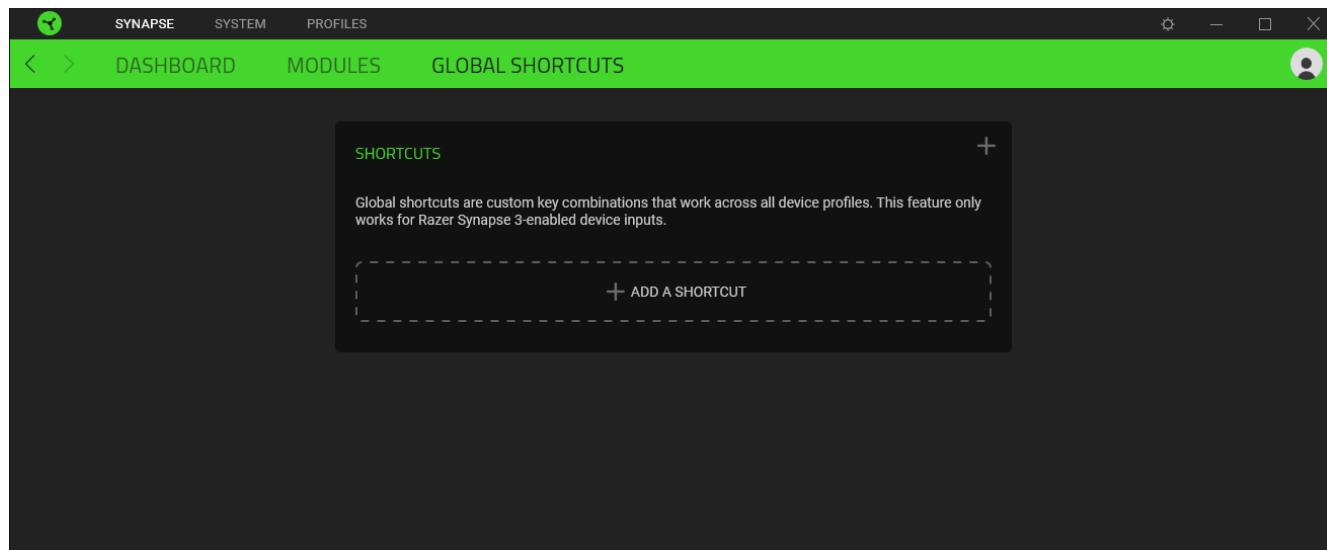 SYNAPSE SYSTEM PROFILES
DASHBOARD MODULES GLOBAL SHORTCUTS
SHORTCUTS
Global shortcuts are custom key combinations that work across all device profiles. This feature only
works for Razer Synapse 3-enabled device inputs.
ADD A SHORTCUT